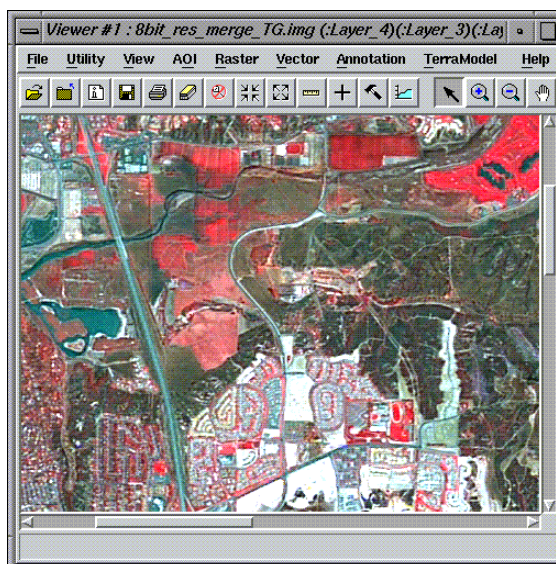 Viewer #1 : 8bit_res_merge_TG.img (:Layer_4)(:Layer_3)(:Lay
File Utility View AOI Raster Vector Annotation TerraModel Help